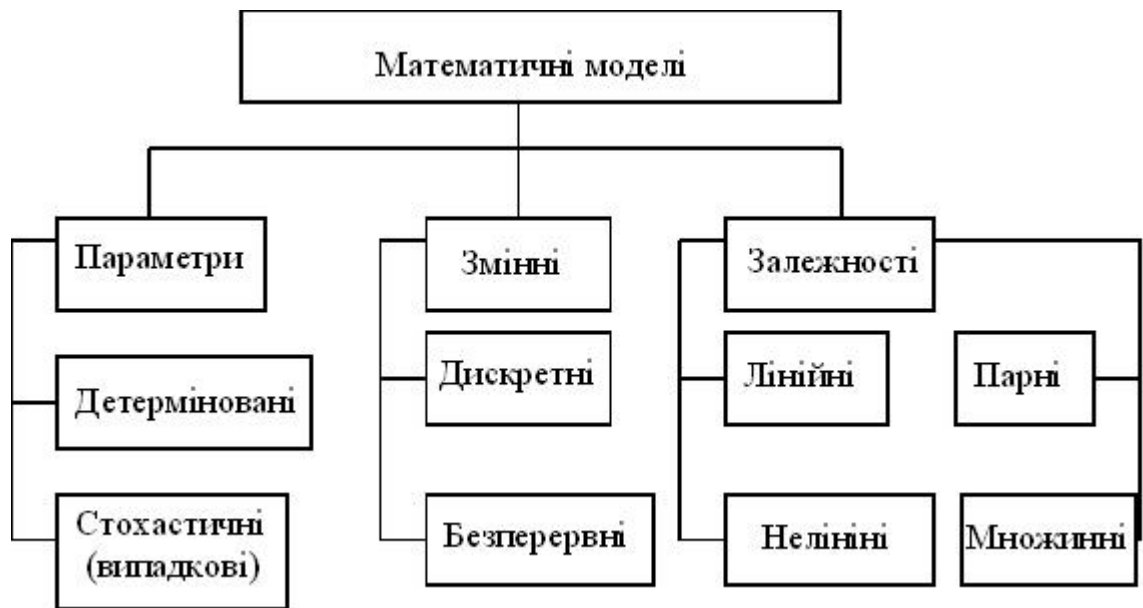 Математичні моделі
Параметри
Змінні
Залежності
Детерміновані
Дискретні
Лінійні
Парні
Стохастичні
(випадкові)
Безперервні
Нелініні
Множинні